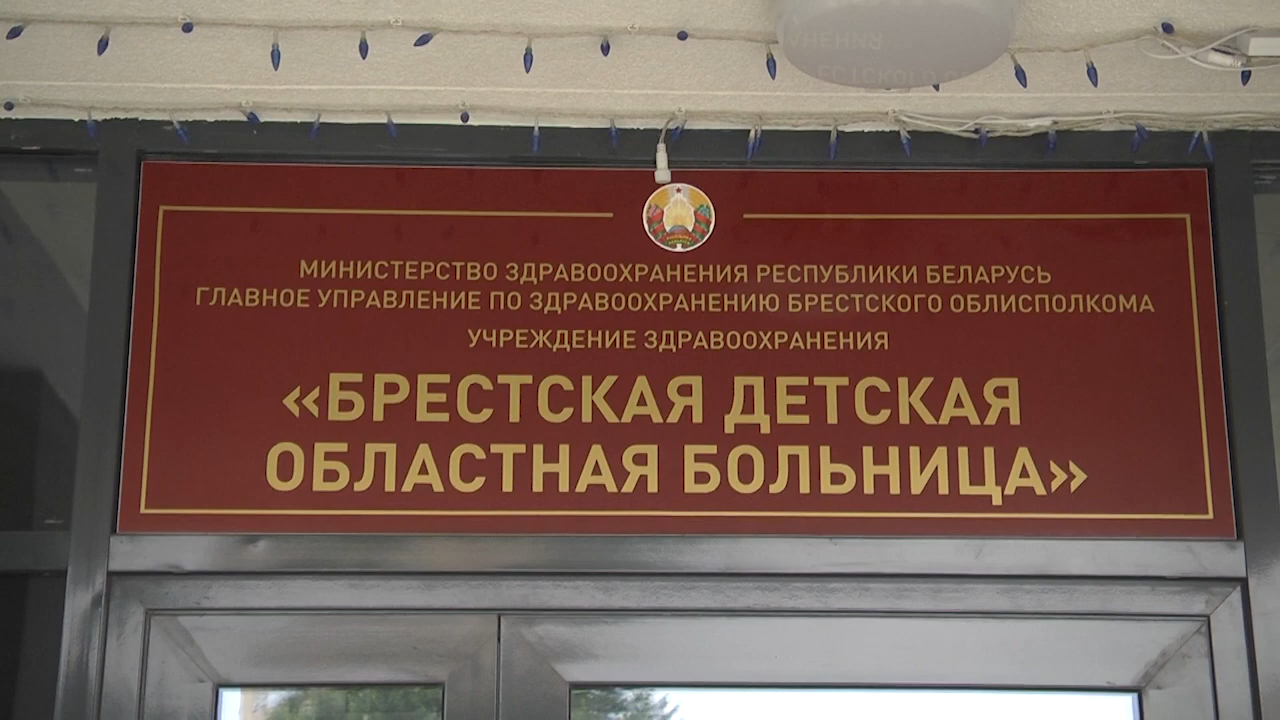 МИНИСТЕРСТВО ЗДРАВООХРАНЕНИЯ РЕСПУБЛИКИ БЕЛАРУСЬ
ГЛАВНОЕ УПРАВЛЕНИЕ ПО ЗДРАВООХРАНЕНИЮ БРЕСТСКОГО ОБЛИСПОЛКОМА
УЧРЕЖДЕНИЕ ЗДРАВООХРАНЕНИЯ
«БРЕСТСКАЯ ДЕТСКАЯ
ОБЛАСТНАЯ БОЛЬНИЦА»